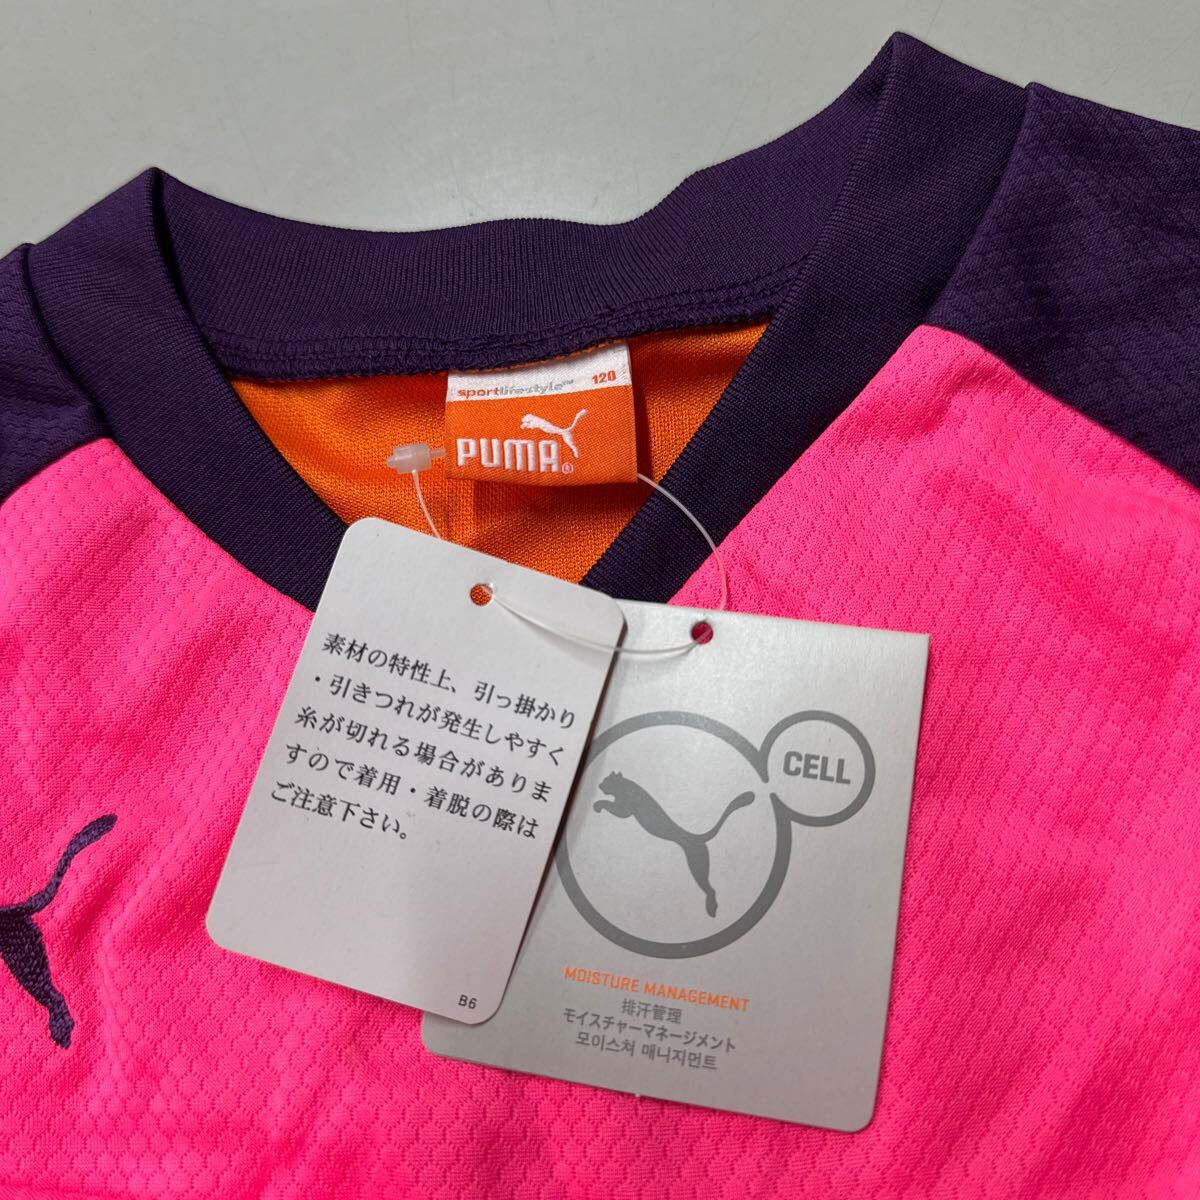 sportlifestyle™
120
PUMA®
素材の特性上、引っ掛かり
・引きつれが発生しやすく
糸が切れる場合がありま
すので着用・着脱の際は
ご注意下さい。
B6
CELL
MOISTURE MANAGEMENT
排汗管理
モイスチャーマネージメント
모이스쳐 매니지먼트